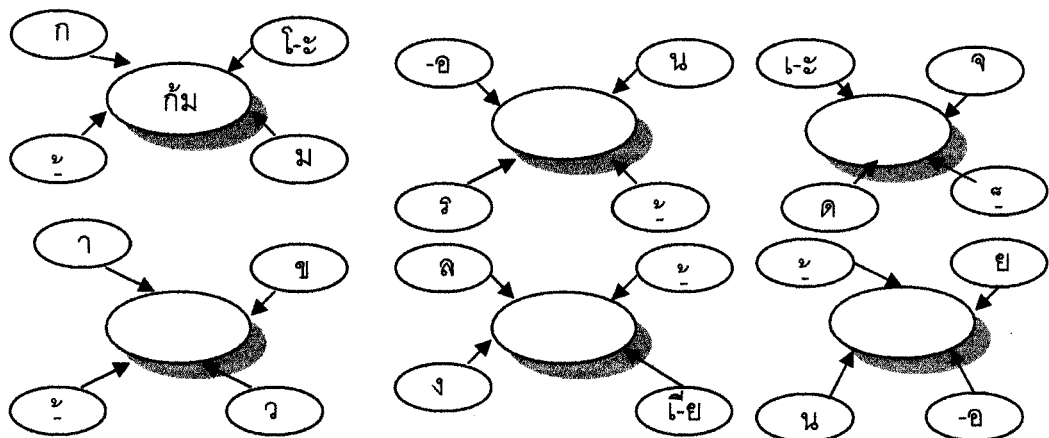 ก
โ-ะ
ก้ม
-้
ม
-อ
น
ร
-้
เ-ะ
จ
ด
-็
า
ข
-้
ว
ล
-้
ง
เ-ีย
-้
ย
น
-อ